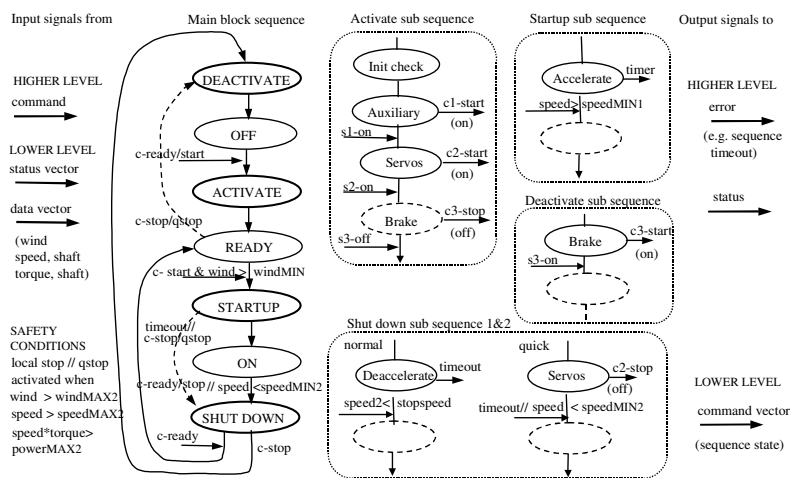 Input signals from
HIGHER LEVEL
command
LOWER LEVEL
status vector
data vector
(wind
speed, shaft
torque, shaft)
SAFETY
CONDITIONS
local stop // qstop
activated when
wind > windMAX2
speed > speedMAX2
speed*torque>
powerMAX2
Main block sequence
DEACTIVATE
OFF
c-ready/start
ACTIVATE
c-stop/qstop
READY
c- start & wind > windMIN
STARTUP
timeout//
c-stop/qstop
ON
c-ready/stop // speed <speedMIN2
SHUT DOWN
c-ready
c-stop
Activate sub sequence
Init check
Auxiliary
c1-start
(on)
s1-on
Servos
c2-start
(on)
s2-on
Brake
c3-stop
(off)
s3-off
Startup sub sequence
Accelerate
timer
speed> speedMIN1
Deactivate sub sequence
Brake
c3-start
(on)
s3-on
Shut down sub sequence 1&2
normal
Deaccelerate
timeout
speed2< stopspeed
quick
Servos
c2-stop
(off)
timeout// speed < speedMIN2
Output signals to
HIGHER LEVEL
error
(e.g. sequence
timeout)
status
LOWER LEVEL
command vector
(sequence state)